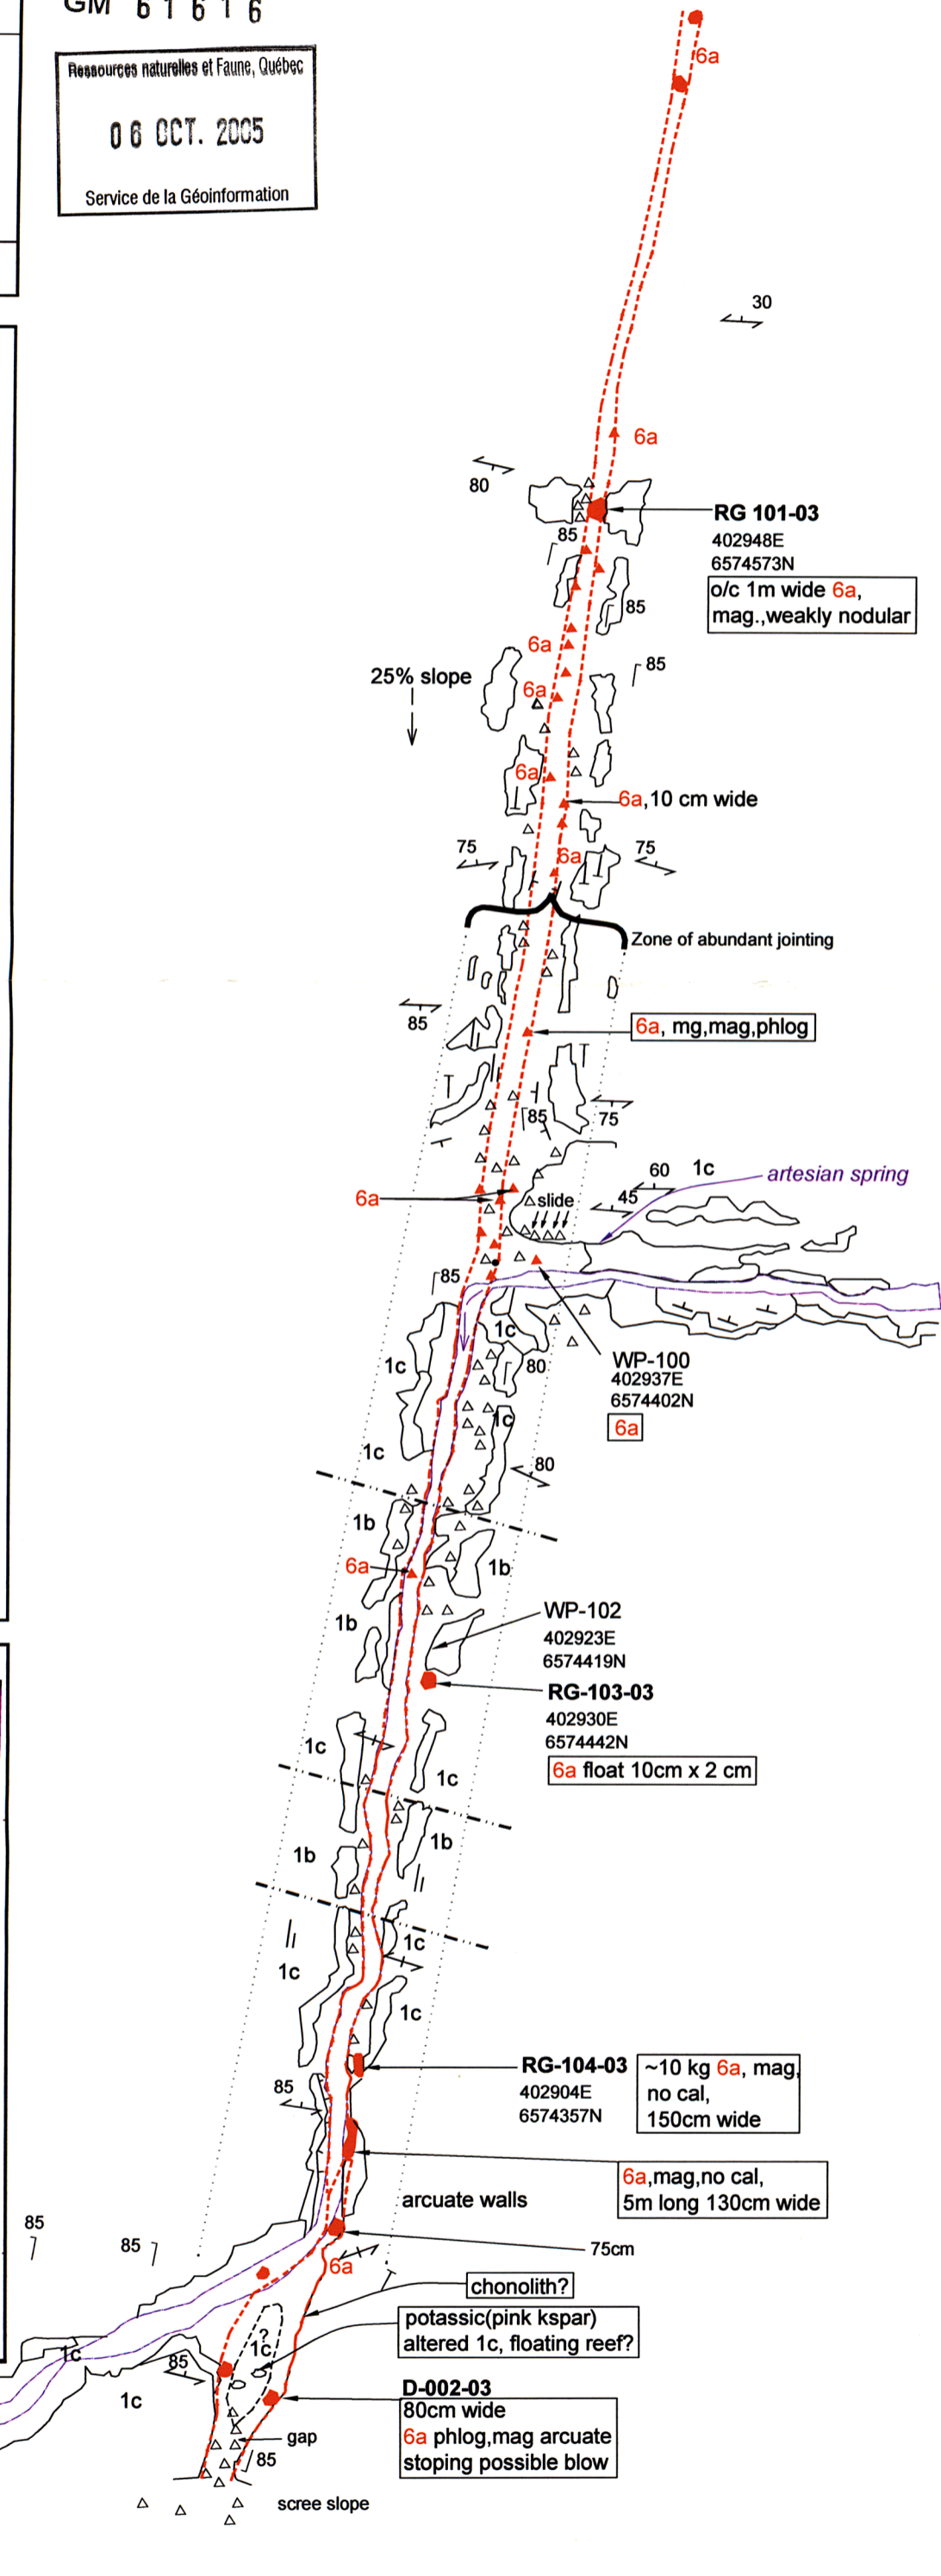 GM 61616
Ressources naturelles et Faune, Québec
06 OCT. 2005
Service de la Géoinformation
6a
30
6a
80
RG 101-03
402948E
6574573N
o/c 1m wide 6a,
mag.,weakly nodular
85
85
6a
85
25% slope
6a
6a
6a,10 cm wide
75
6a
75
Zone of abundant jointing
85
6a, mg,mag,phlog
85
75
60
1c
artesian spring
6a
slide
45
85
1c
1c
80
WP-100
402937E
6574402N
6a
1c
1c
80
1b
6a
1b
1b
WP-102
402923E
6574419N
RG-103-03
402930E
6574442N
6a float 10cm x 2 cm
1c
1c
1b
1b
1c
1c
1c
RG-104-03
402904E
6574357N
~10 kg 6a, mag,
no cal,
150cm wide
85
6a,mag,no cal,
5m long 130cm wide
arcuate walls
85
85
75cm
6a
chonolith?
potassic(pink kspar)
altered 1c, floating reef?
?
1c
1c
85
1c
D-002-03
80cm wide
6a phlog,mag arcuate
stoping possible blow
gap
85
scree slope